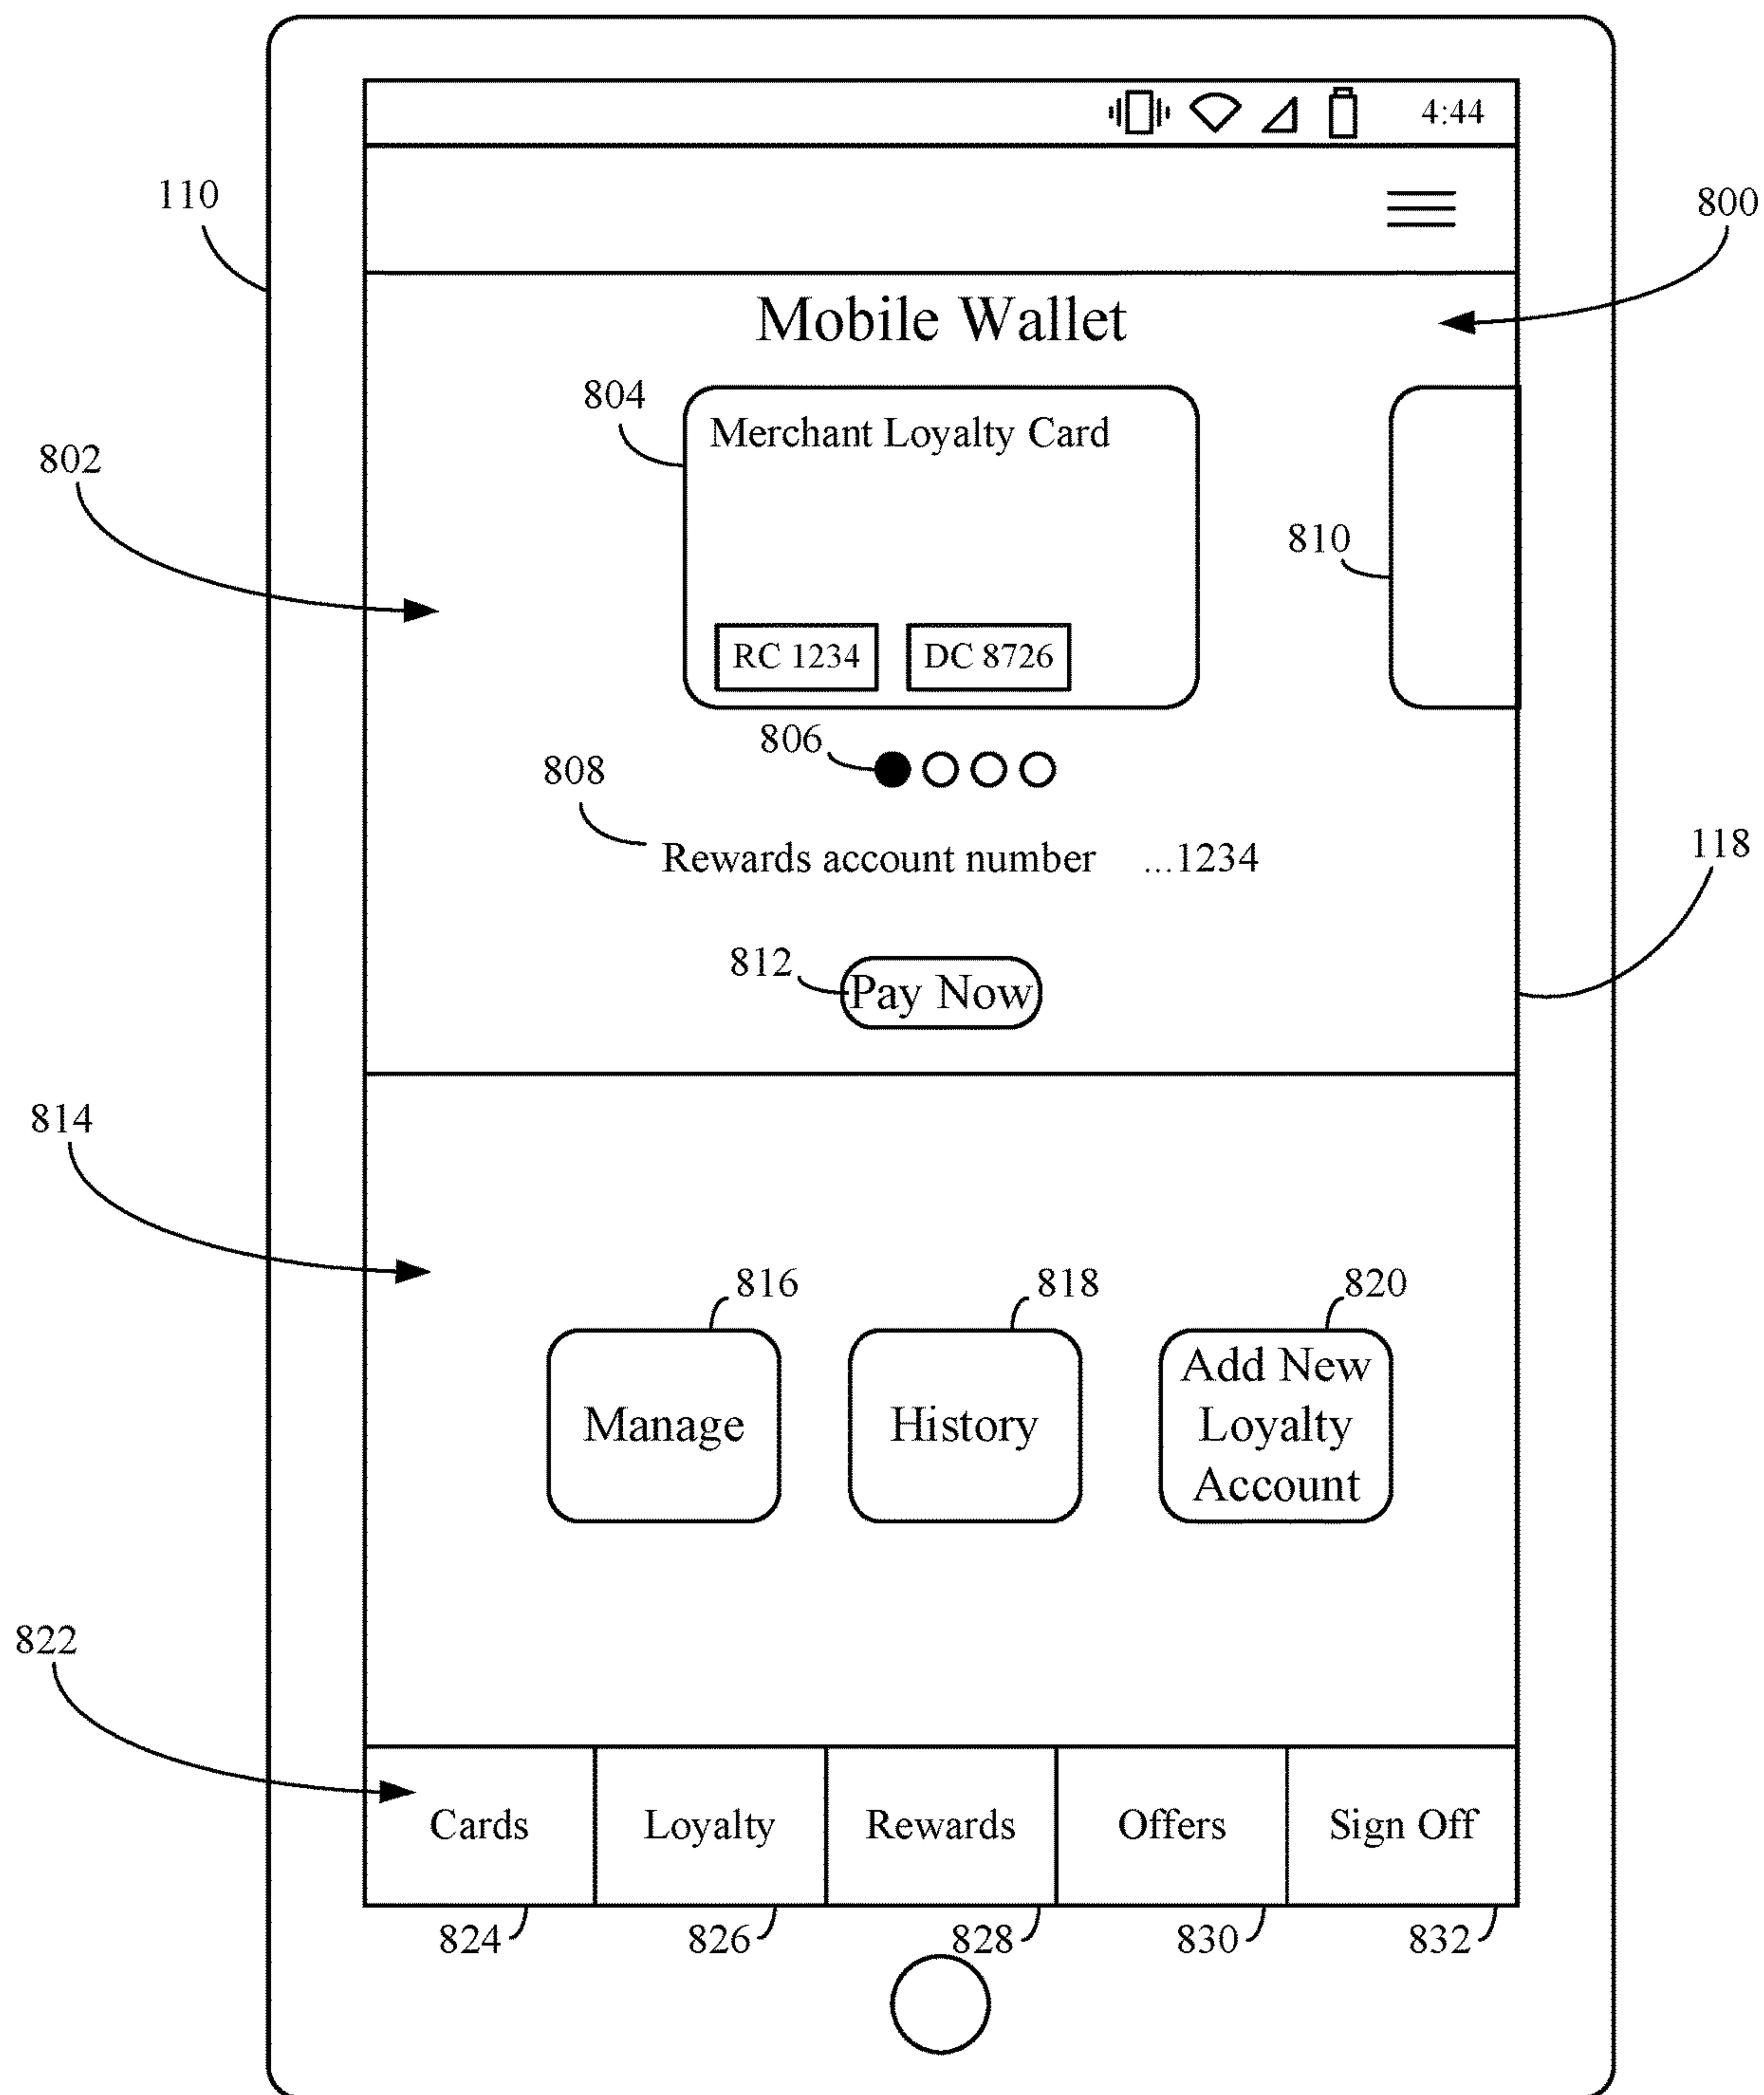 4:44
110
800
Mobile Wallet
804
Merchant Loyalty Card
802
810
RC 1234 DC 8726
806
808
Rewards account number ...1234
118
812
Pay Now
814
816 818 820
Manage
History
Add New
Loyalty
Account
822
Cards Loyalty Rewards Offers Sign Off
824 826 828 830 832